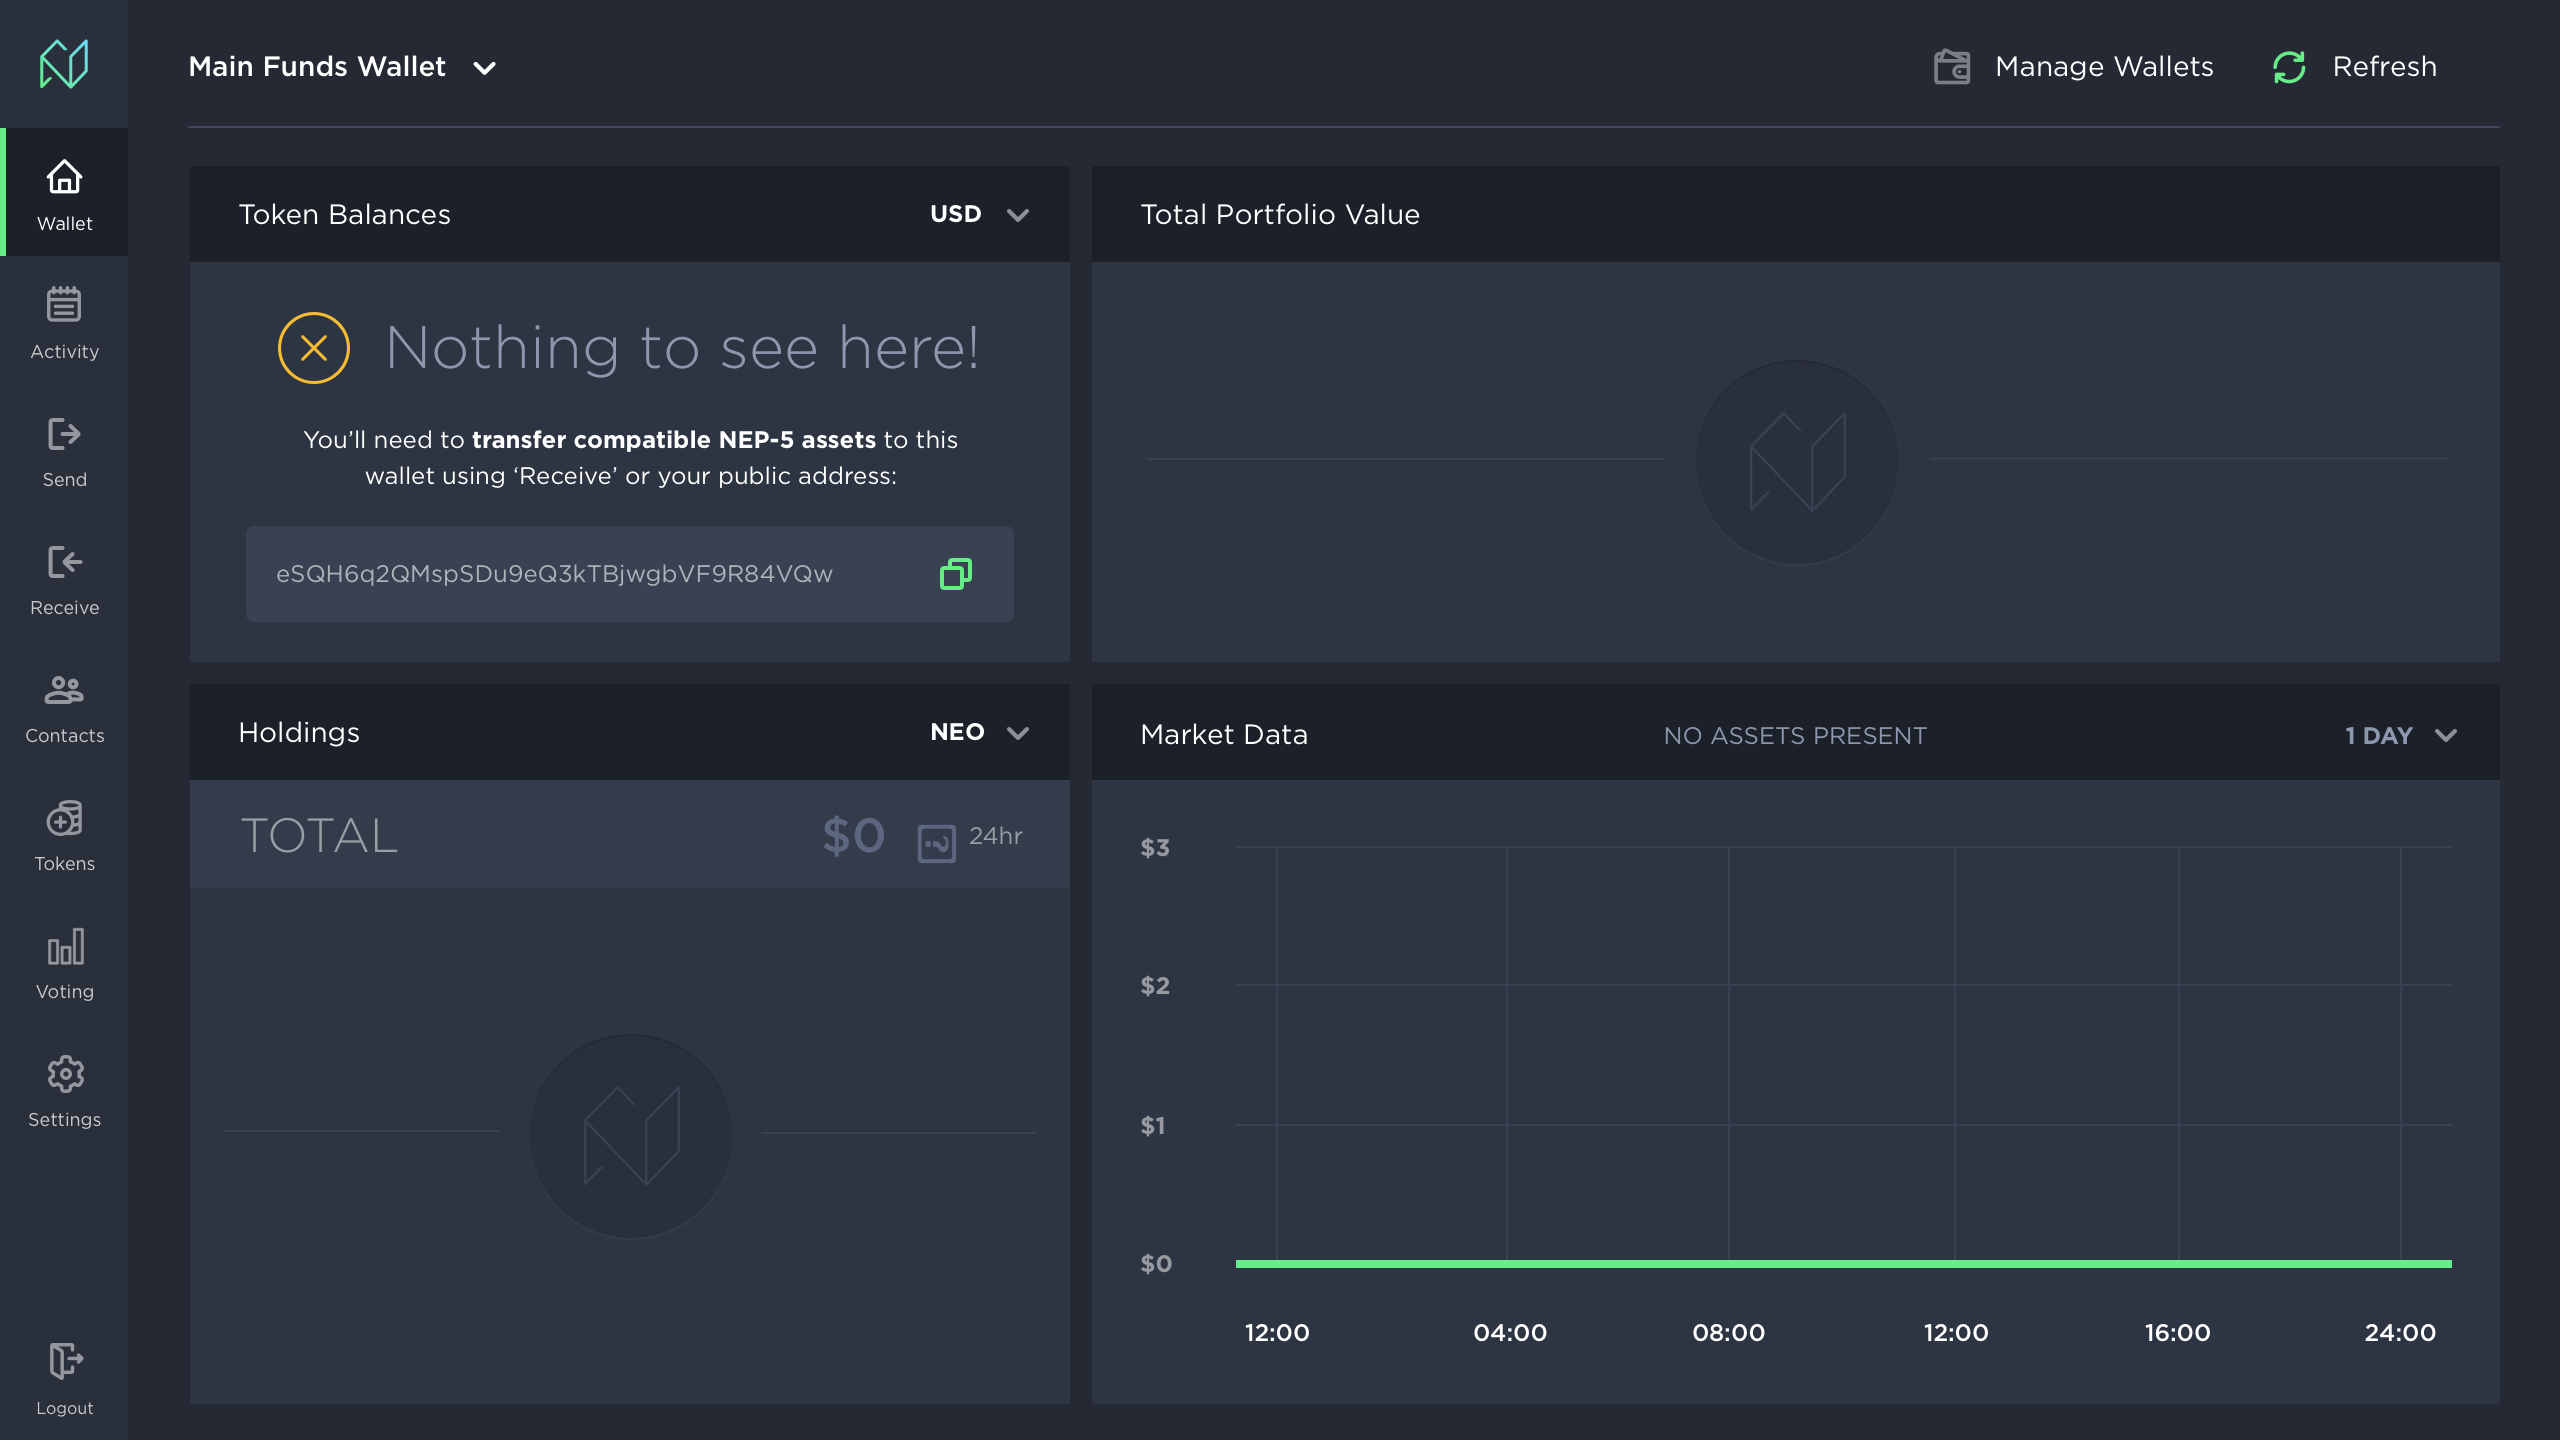 Main Funds Wallet
Manage Wallets
Refresh
Wallet
Activity
Send
Receive
Contacts
Tokens
Voting
Settings
Logout
Token Balances
USD
Nothing to see here!
You’ll need to transfer compatible NEP-5 assets to this
wallet using ‘Receive’ or your public address:
eSQH6q2QMspSDu9eQ3kTBjwgbVF9R84VQw
Total Portfolio Value
Holdings
NEO
TOTAL
$0
24hr
Market Data
NO ASSETS PRESENT
1 DAY
$3
$2
$1
$0
12:00
04:00
08:00
12:00
16:00
24:00